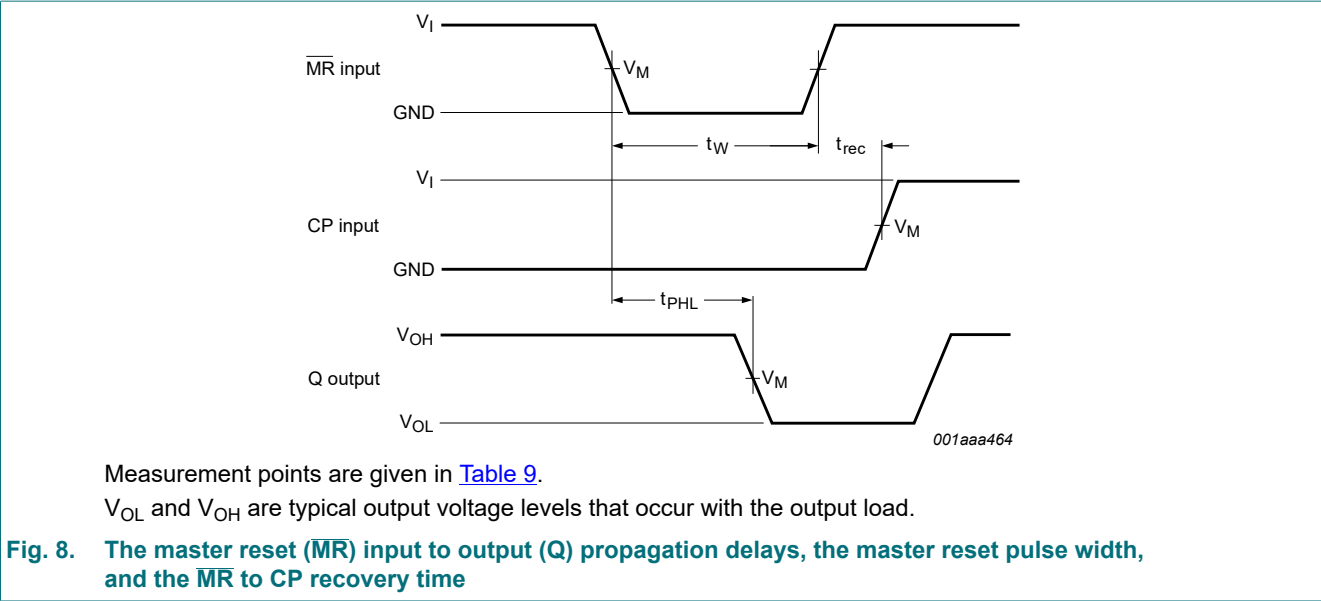 VI
MR input
VM
GND
tW
trec
VI
CP input
VM
GND
tPHL
VOH
Q output
VM
VOL
001aaa464
Measurement points are given in Table 9.
VOL and VOH are typical output voltage levels that occur with the output load.
Fig. 8. The master reset (MR) input to output (Q) propagation delays, the master reset pulse width,
and the MR to CP recovery time